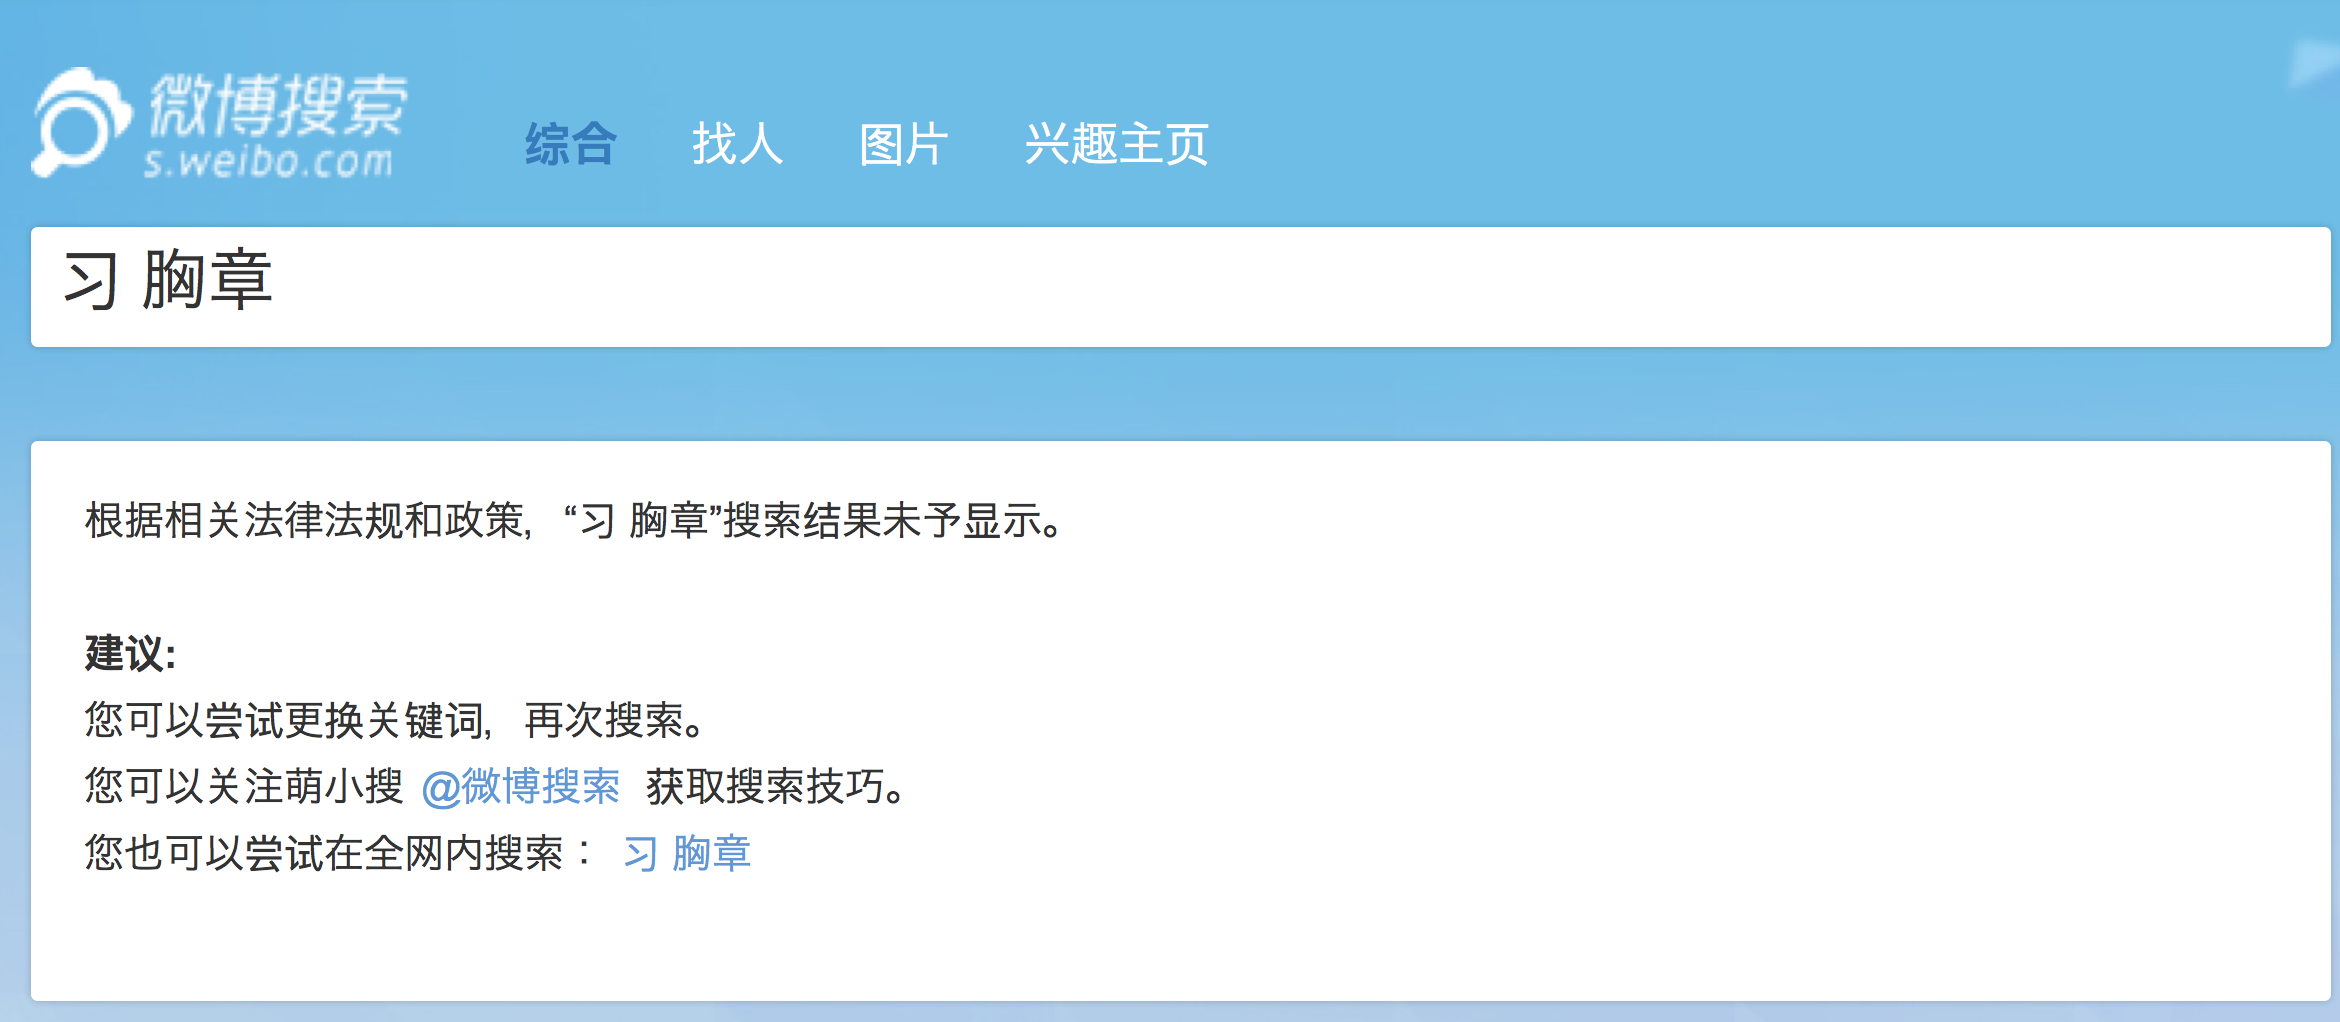 微博搜索
s.weibo.com
综合 找人 图片 兴趣主页
习 胸章
根据相关法律法规和政策，“习 胸章”搜索结果未予显示。
建议:
您可以尝试更换关键词，再次搜索。
您可以关注萌小搜 @微博搜索 获取搜索技巧。
您也可以尝试在全网内搜索： 习 胸章